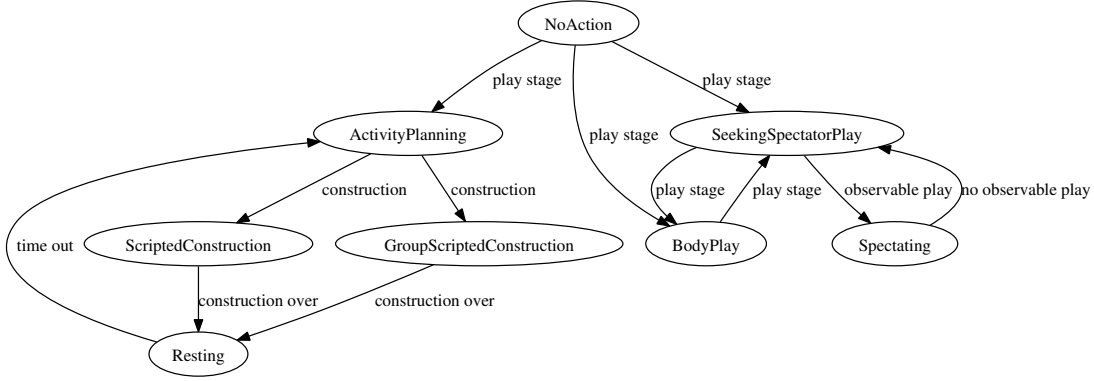 NoAction
play stage
play stage
play stage
ActivityPlanning
SeekingSpectatorPlay
construction
construction
play stage
play stage
observable play
no observable play
time out
ScriptedConstruction
GroupScriptedConstruction
BodyPlay
Spectating
construction over
construction over
Resting